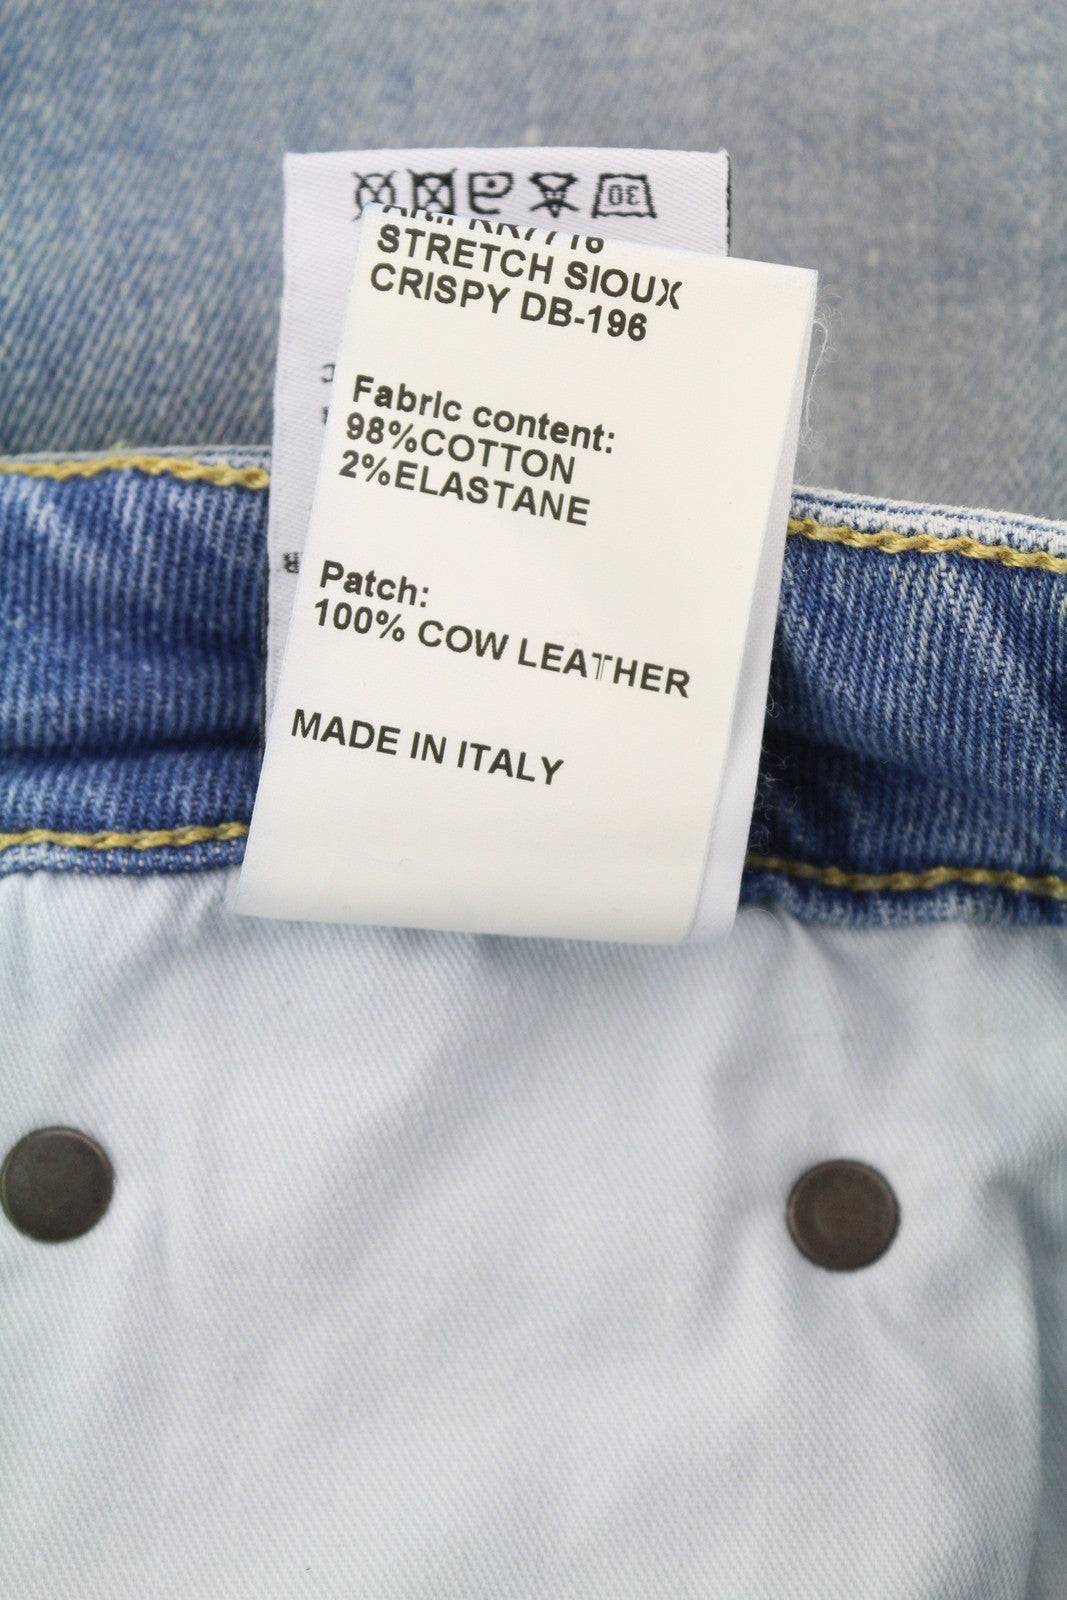 STRETCH SIOUX
CRISPY DB-196
Fabric content:
98%COTTON
2%ELASTANE
Patch:
100% COW LEATHER
MADE IN ITALY